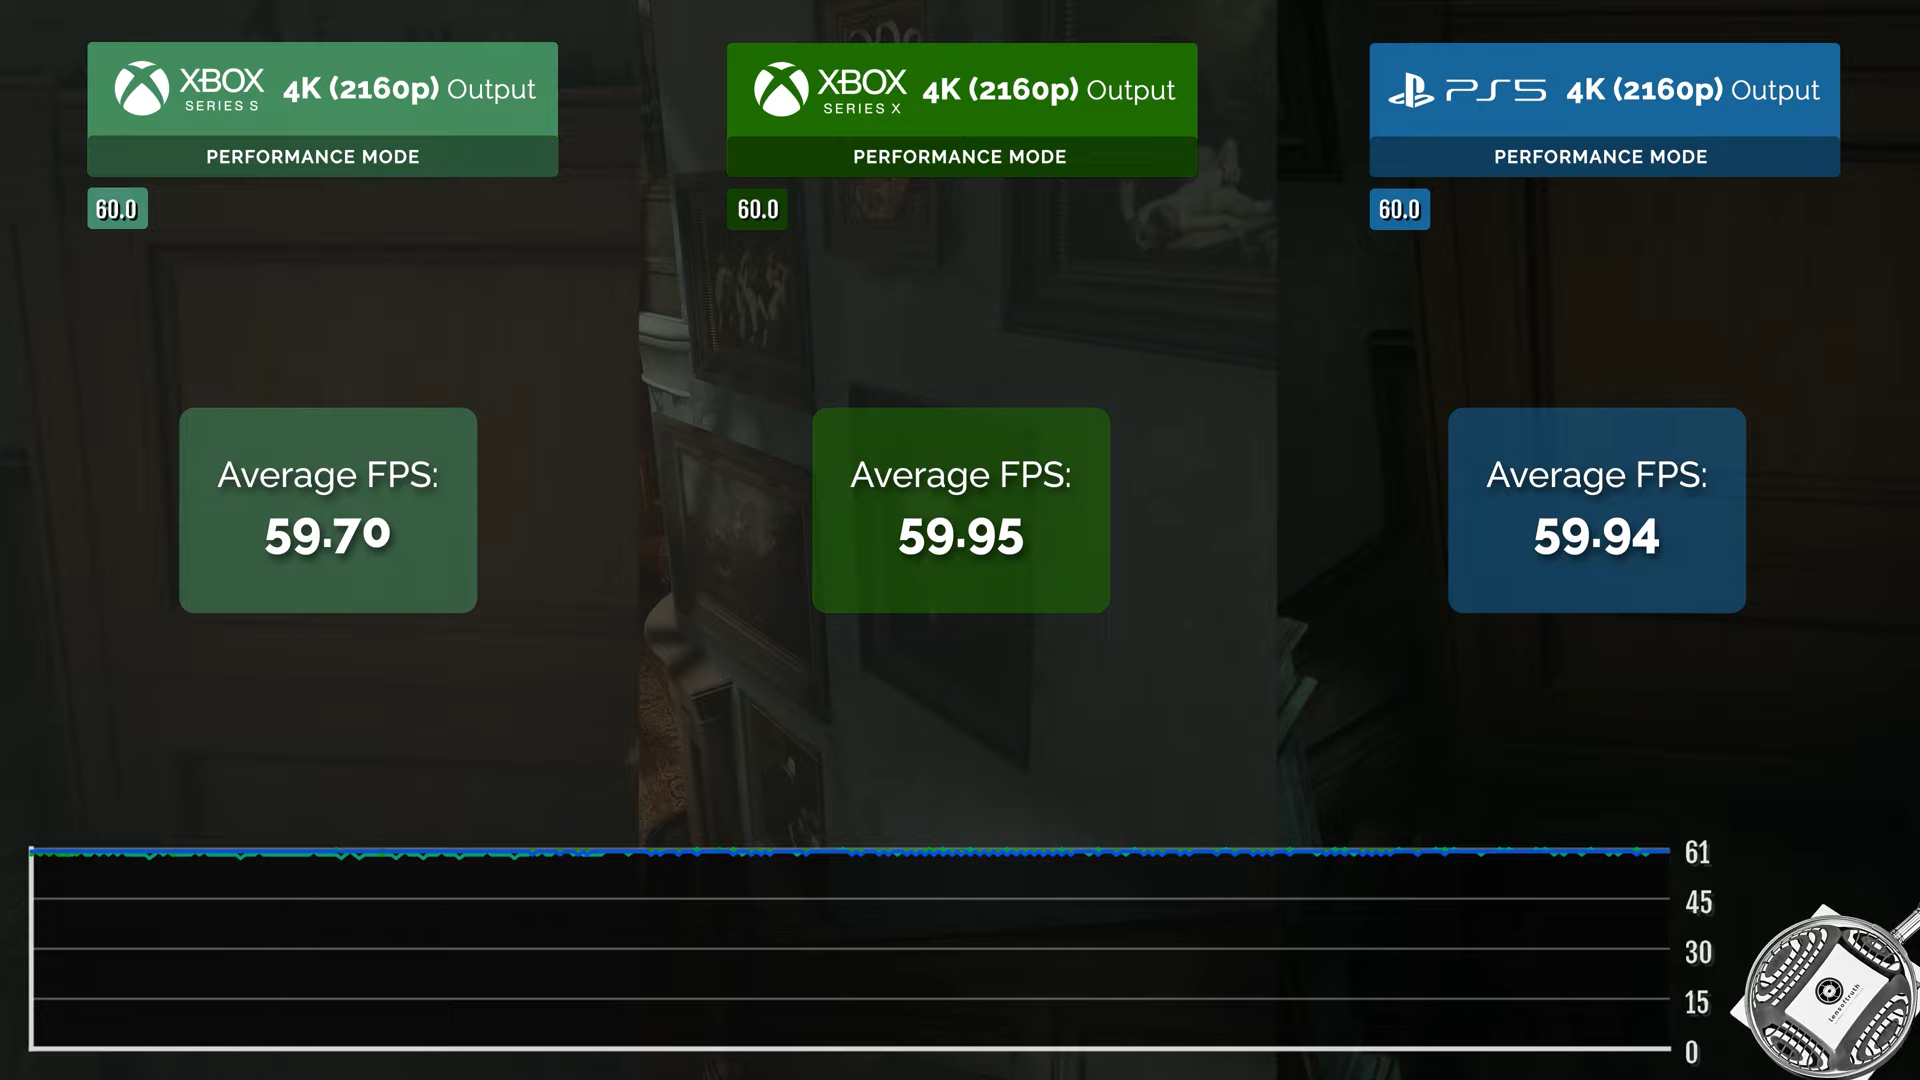 XBOX
SERIES S
4K (2160p) Output
PERFORMANCE MODE
60.0
XBOX
SERIES X
4K (2160p) Output
PERFORMANCE MODE
60.0
PS5
4K (2160p) Output
PERFORMANCE MODE
60.0
Average FPS:
59.70
Average FPS:
59.95
Average FPS:
59.94
61
45
30
15
0
lensoftruth